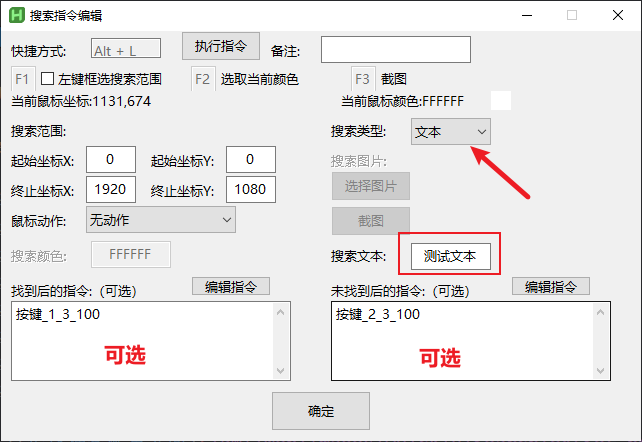 搜索指令编辑
快捷方式: Alt + L 执行指令 备注:
F1 左键框选搜索范围 F2 选取当前颜色 F3 截图
当前鼠标坐标:1131,674 当前鼠标颜色:FFFFFF
搜索范围: 搜索类型: 文本
起始坐标X: 0 起始坐标Y: 0 搜索图片:
终止坐标X: 1920 终止坐标Y: 1080 选择图片
鼠标动作: 无动作 截图
搜索颜色: FFFFFF 搜索文本: 测试文本
找到后的指令:（可选） 编辑指令 未找到后的指令:（可选） 编辑指令
按键_1_3_100 按键_2_3_100
可选 可选
确定